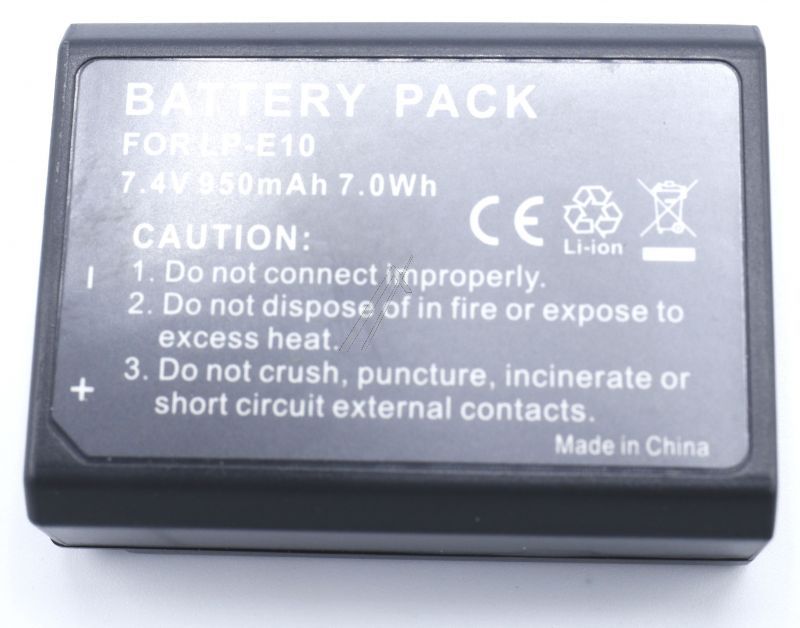 BATTERY PACK
FOR LP-E10
7.4V 950mAh 7.0Wh
CE
Li-ion
CAUTION:
1. Do not connect improperly.
2. Do not dispose of in fire or expose to
excess heat.
3. Do not crush, puncture, incinerate or
short circuit external contacts.
Made in China